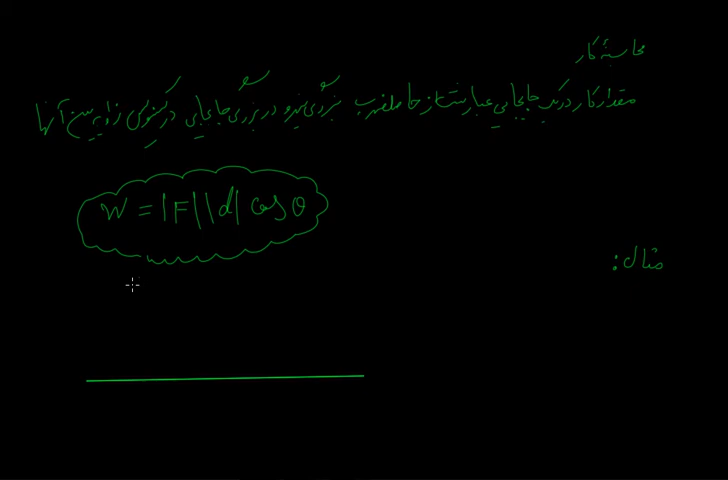 محاسبهٔ کار
مقدار کار در یک جابجایی عبارتست از حاصلضرب بزرگی نیرو در بزرگی جابجایی در کسینوس زاویه بین آنها
W = |F| |d| cos θ
مثال: